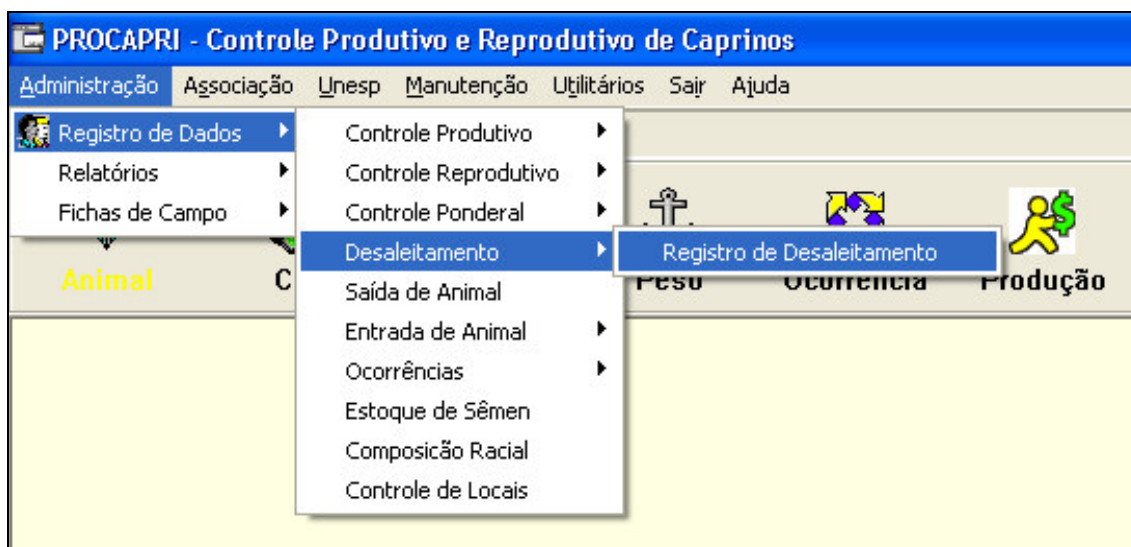 PROCAPRI - Controle Produtivo e Reprodutivo de Caprinos
Administração Associação Unesp Manutenção Utilitários Sair Ajuda
Registro de Dados
Relatórios
Fichas de Campo
Controle Produtivo
Controle Reprodutivo
Controle Ponderal
Desaleitamento
Saída de Animal
Entrada de Animal
Ocorrências
Estoque de Sêmen
Composicão Racial
Controle de Locais
Registro de Desaleitamento
Animal C Peso Ocorrência Produção